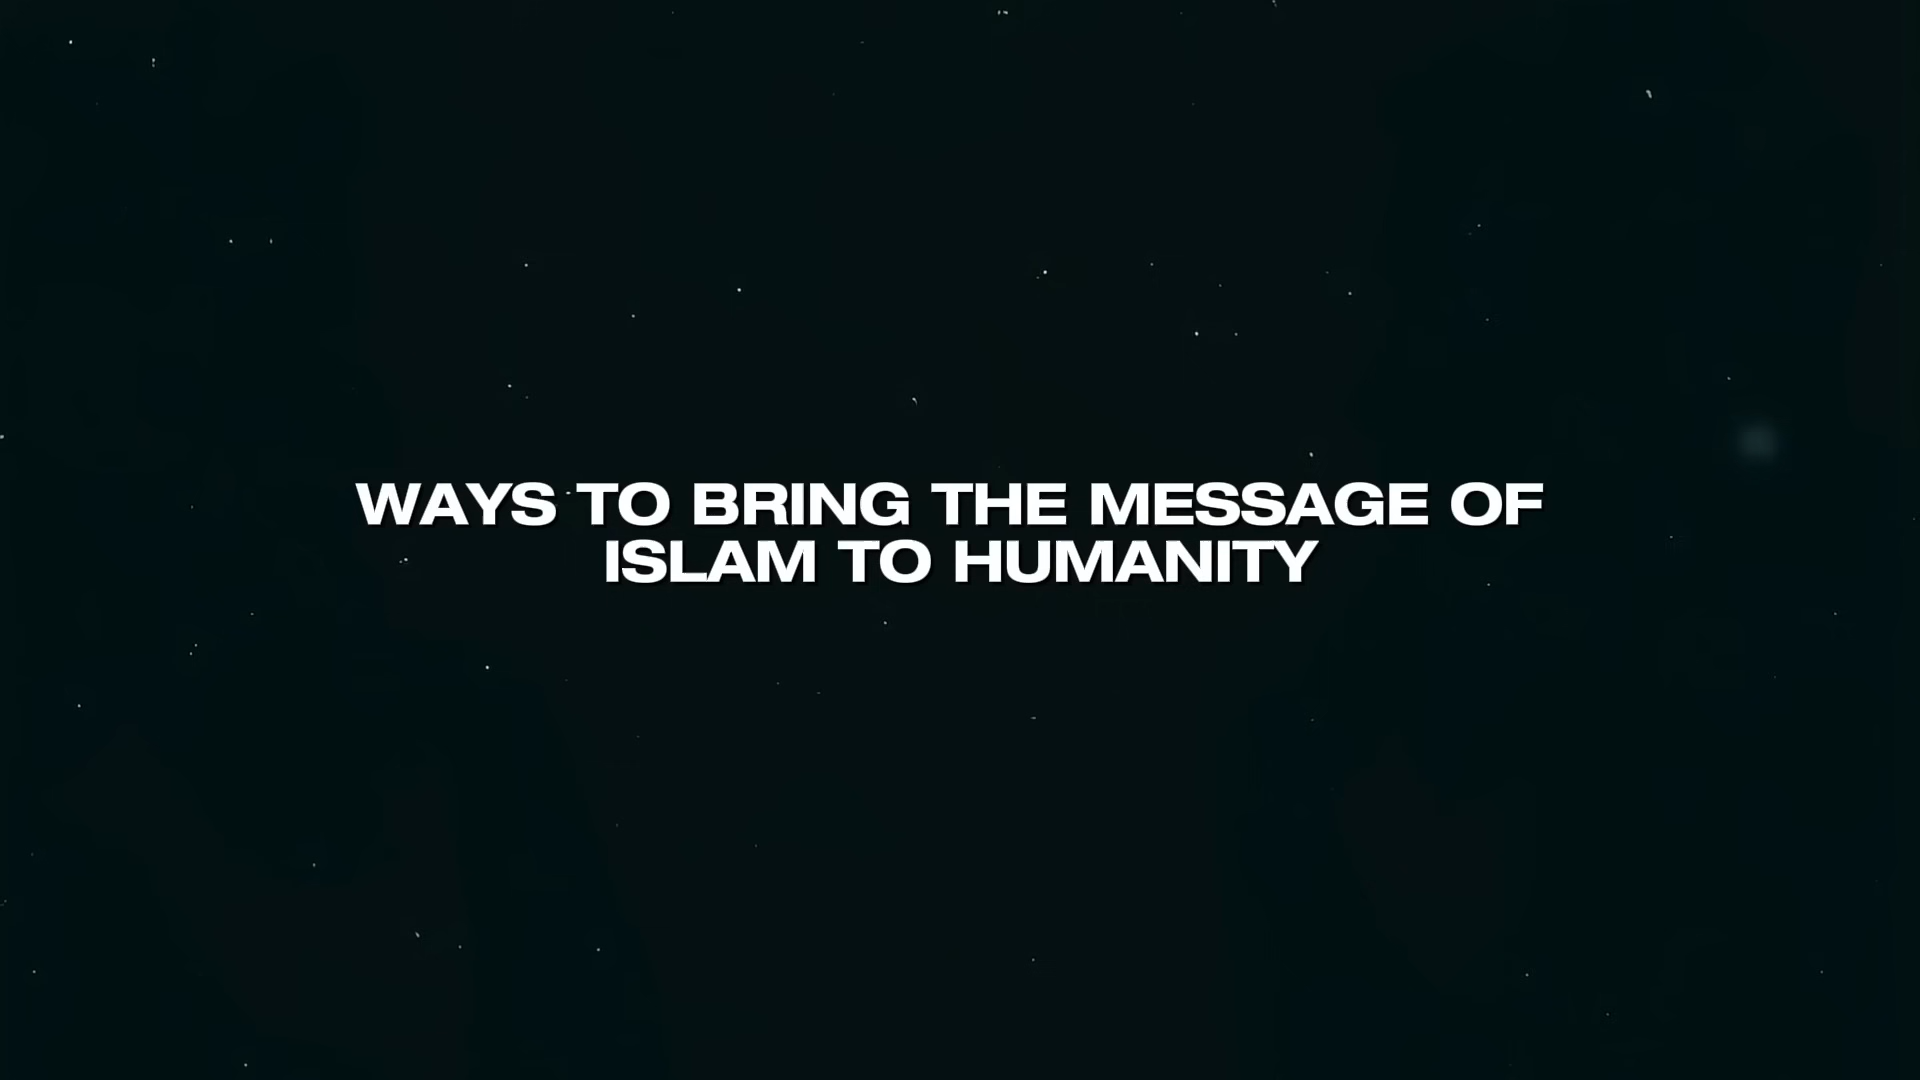 WAYS TO BRING THE MESSAGE OF
ISLAM TO HUMANITY